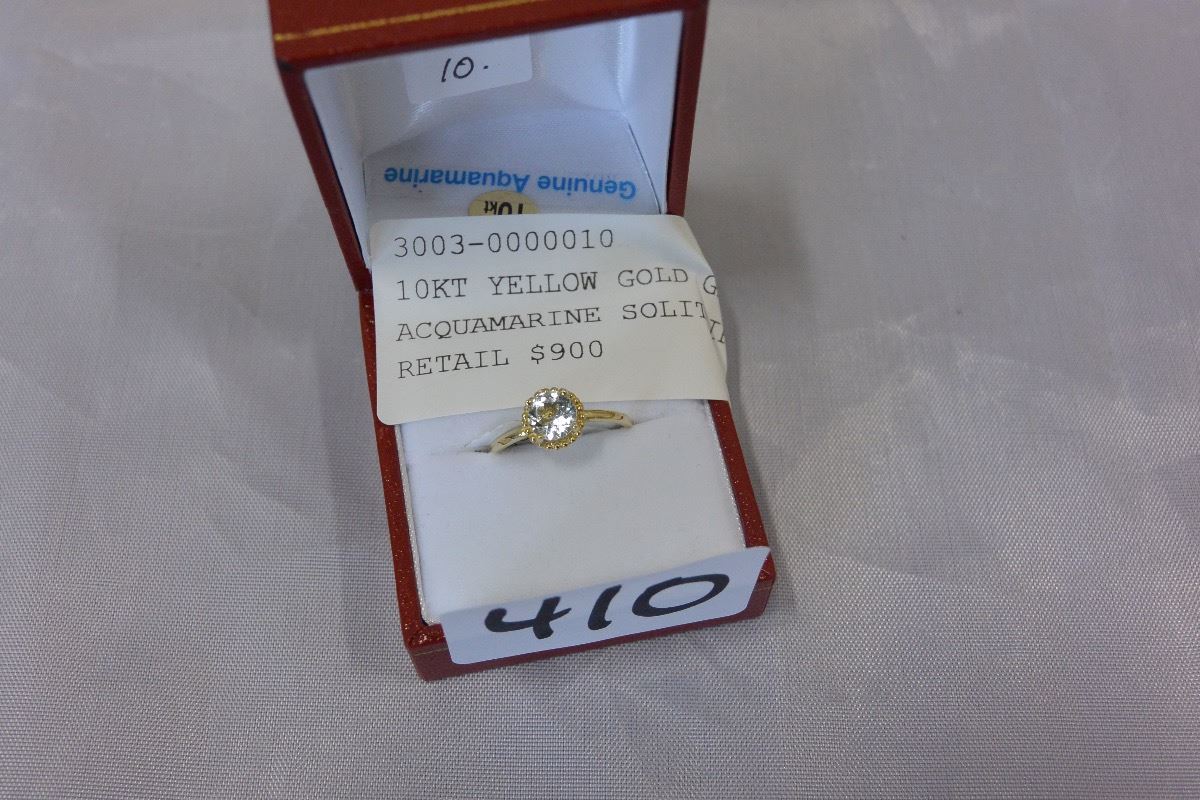 10.
Genuine Aquamarine
10kt
3003-0000010
10KT YELLOW GOLD G
ACQUAMARINE SOLIT
RETAIL $900
410